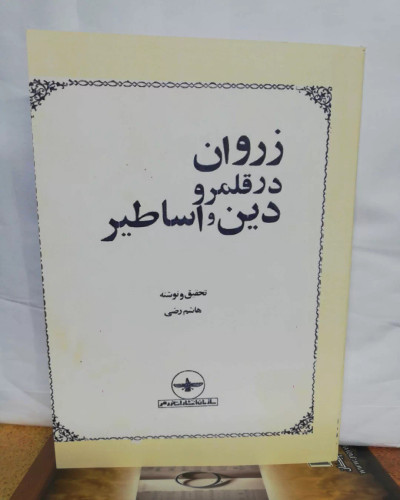 زروان
در قلمرو
دین و اساطیر
تحقیق و نوشته
هاشم رضی